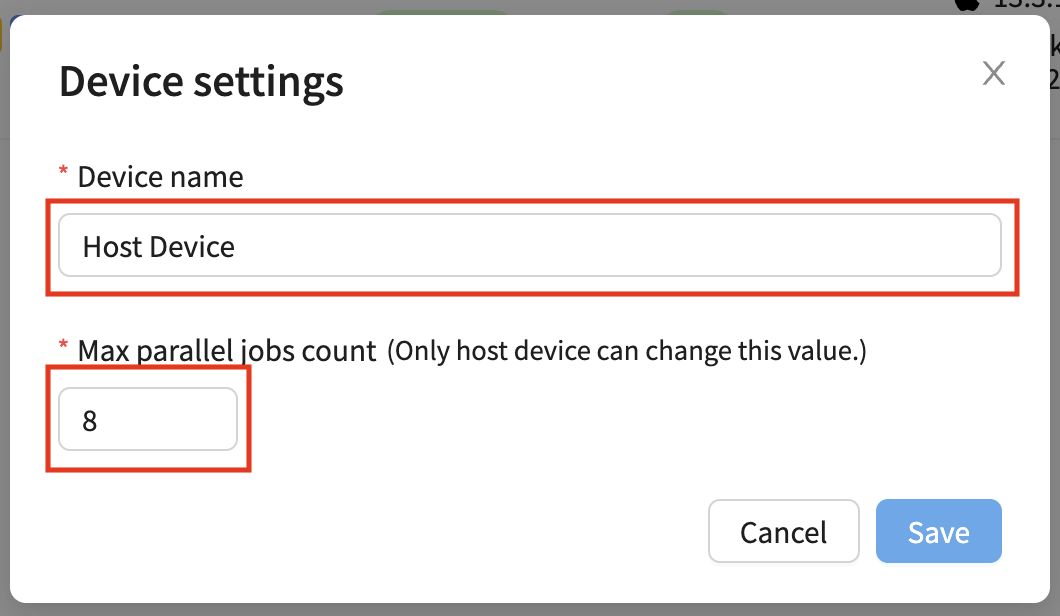 Device settings
* Device name
Host Device
* Max parallel jobs count (Only host device can change this value.)
8
Cancel
Save